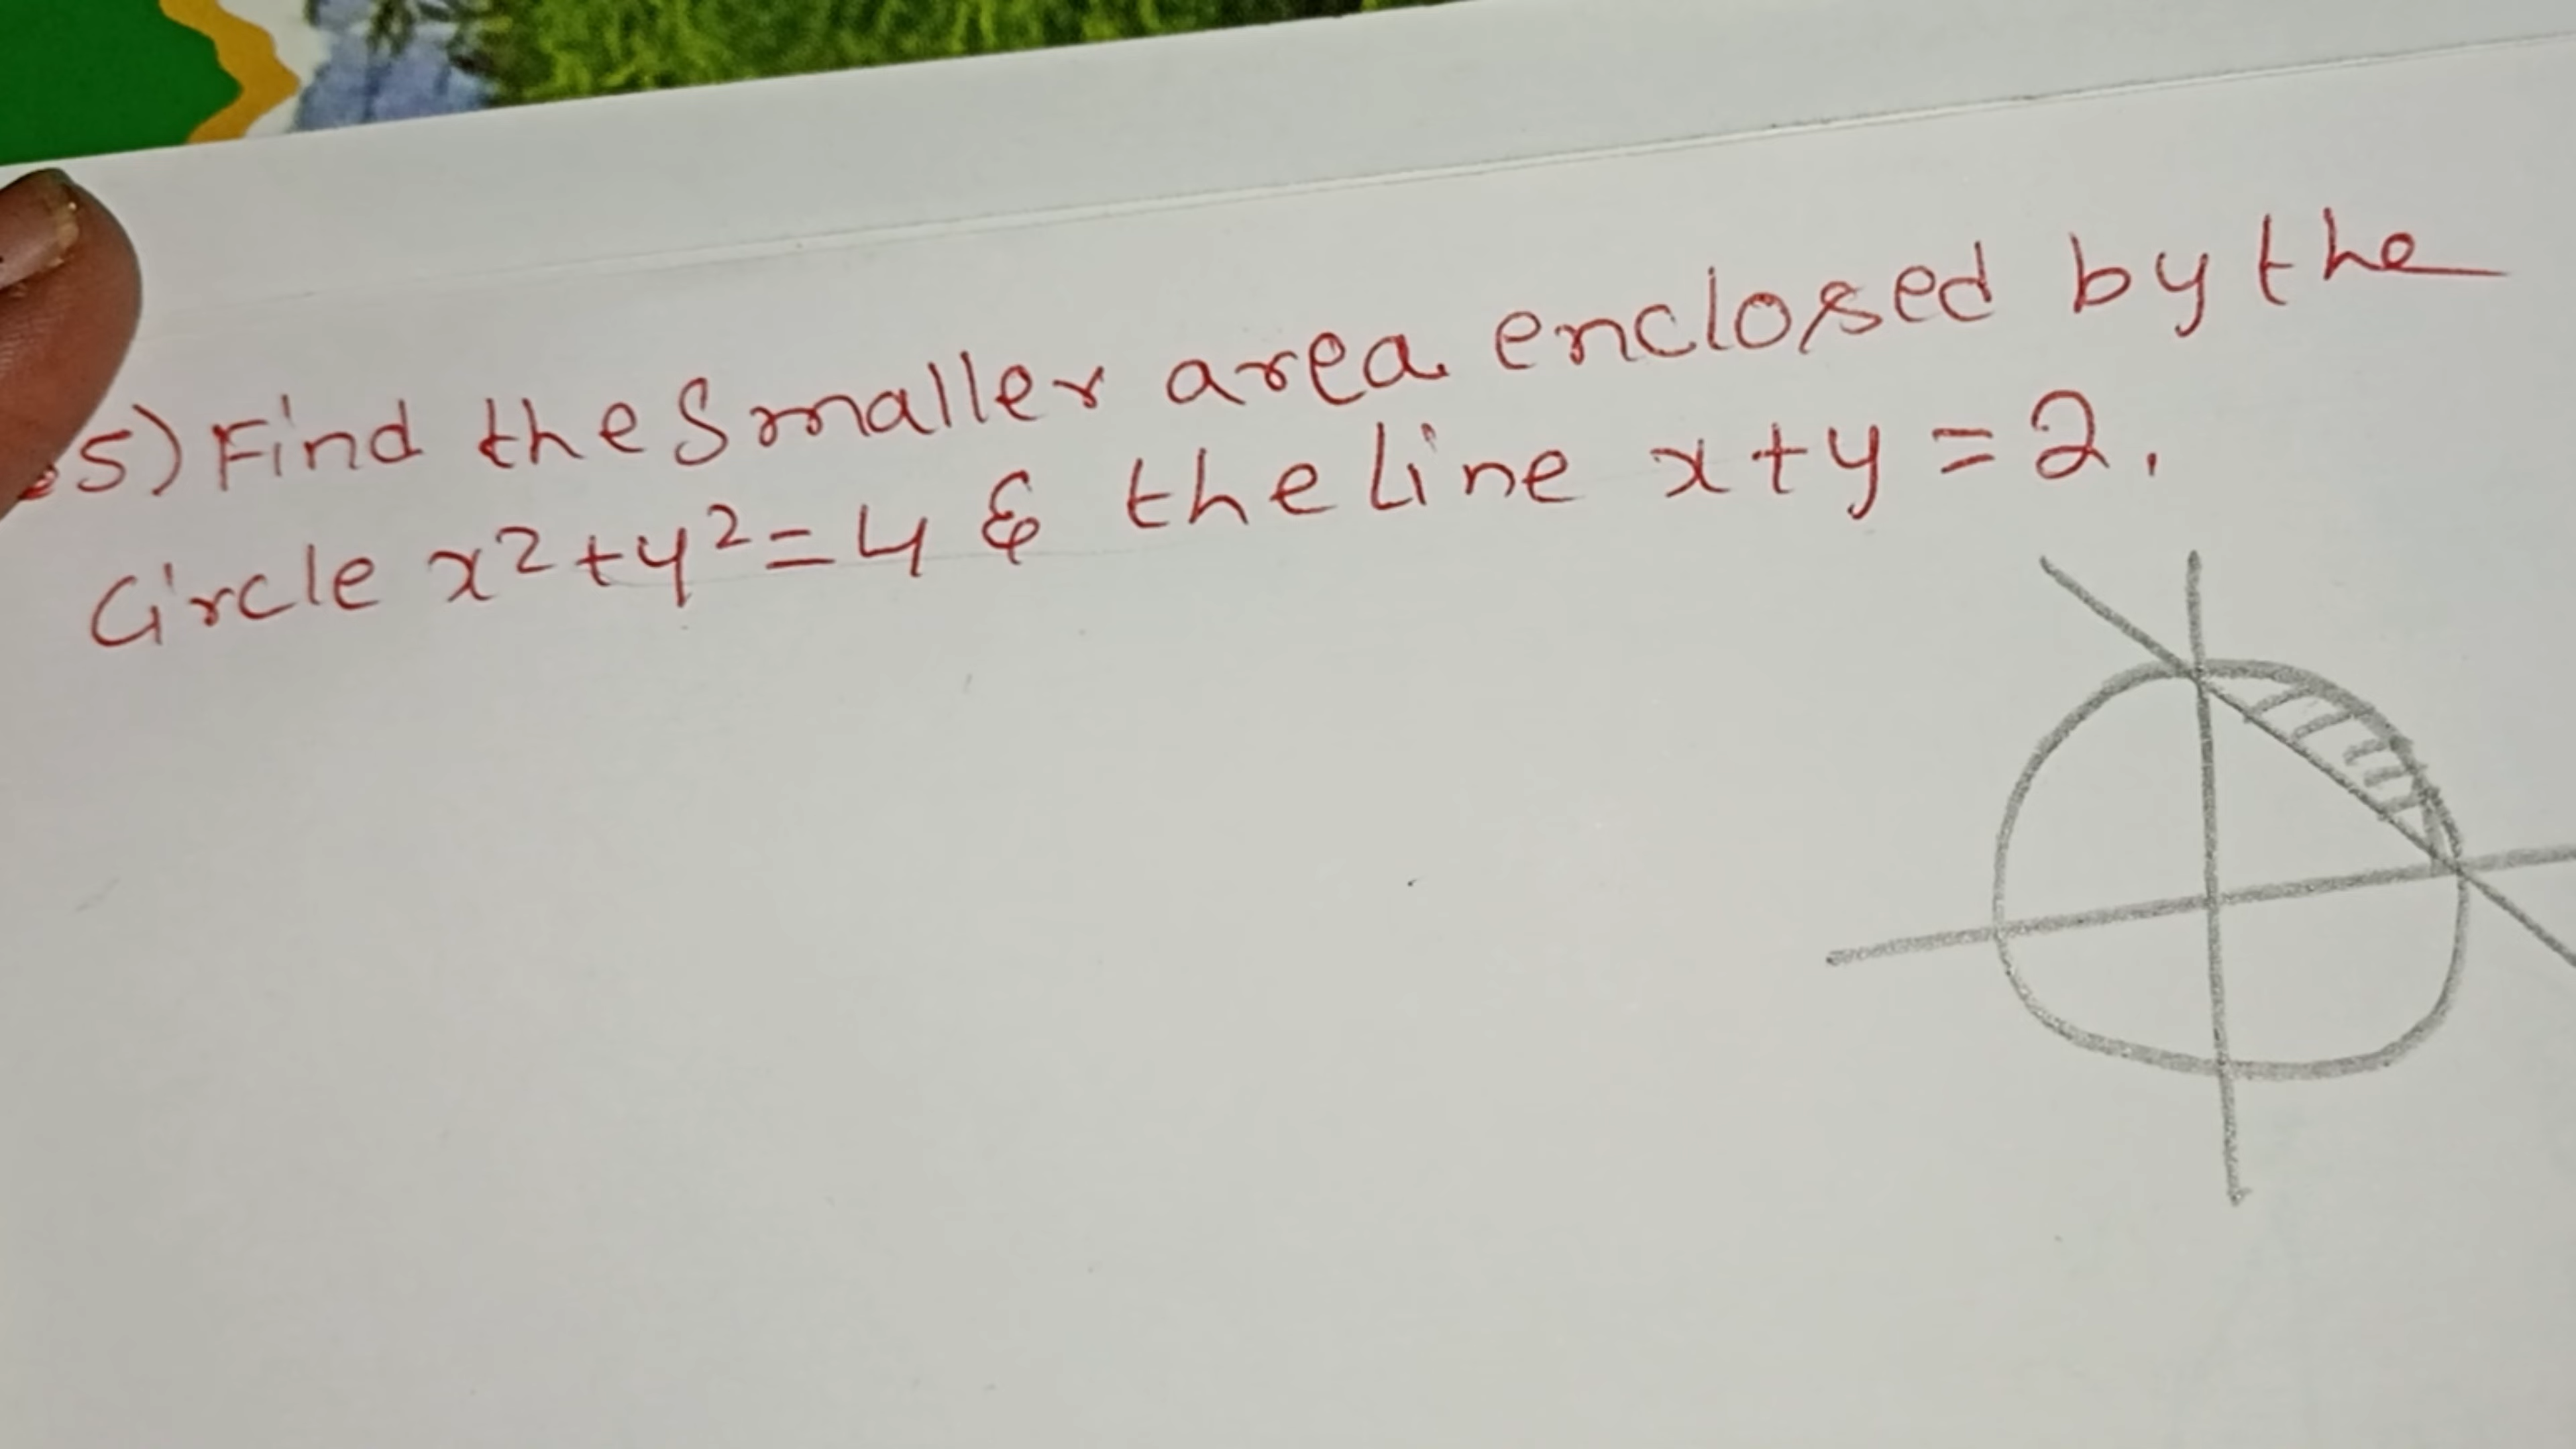 5) Find the Smaller area enclosed by the
Circle x²+y²=4 & the line x+y=2.